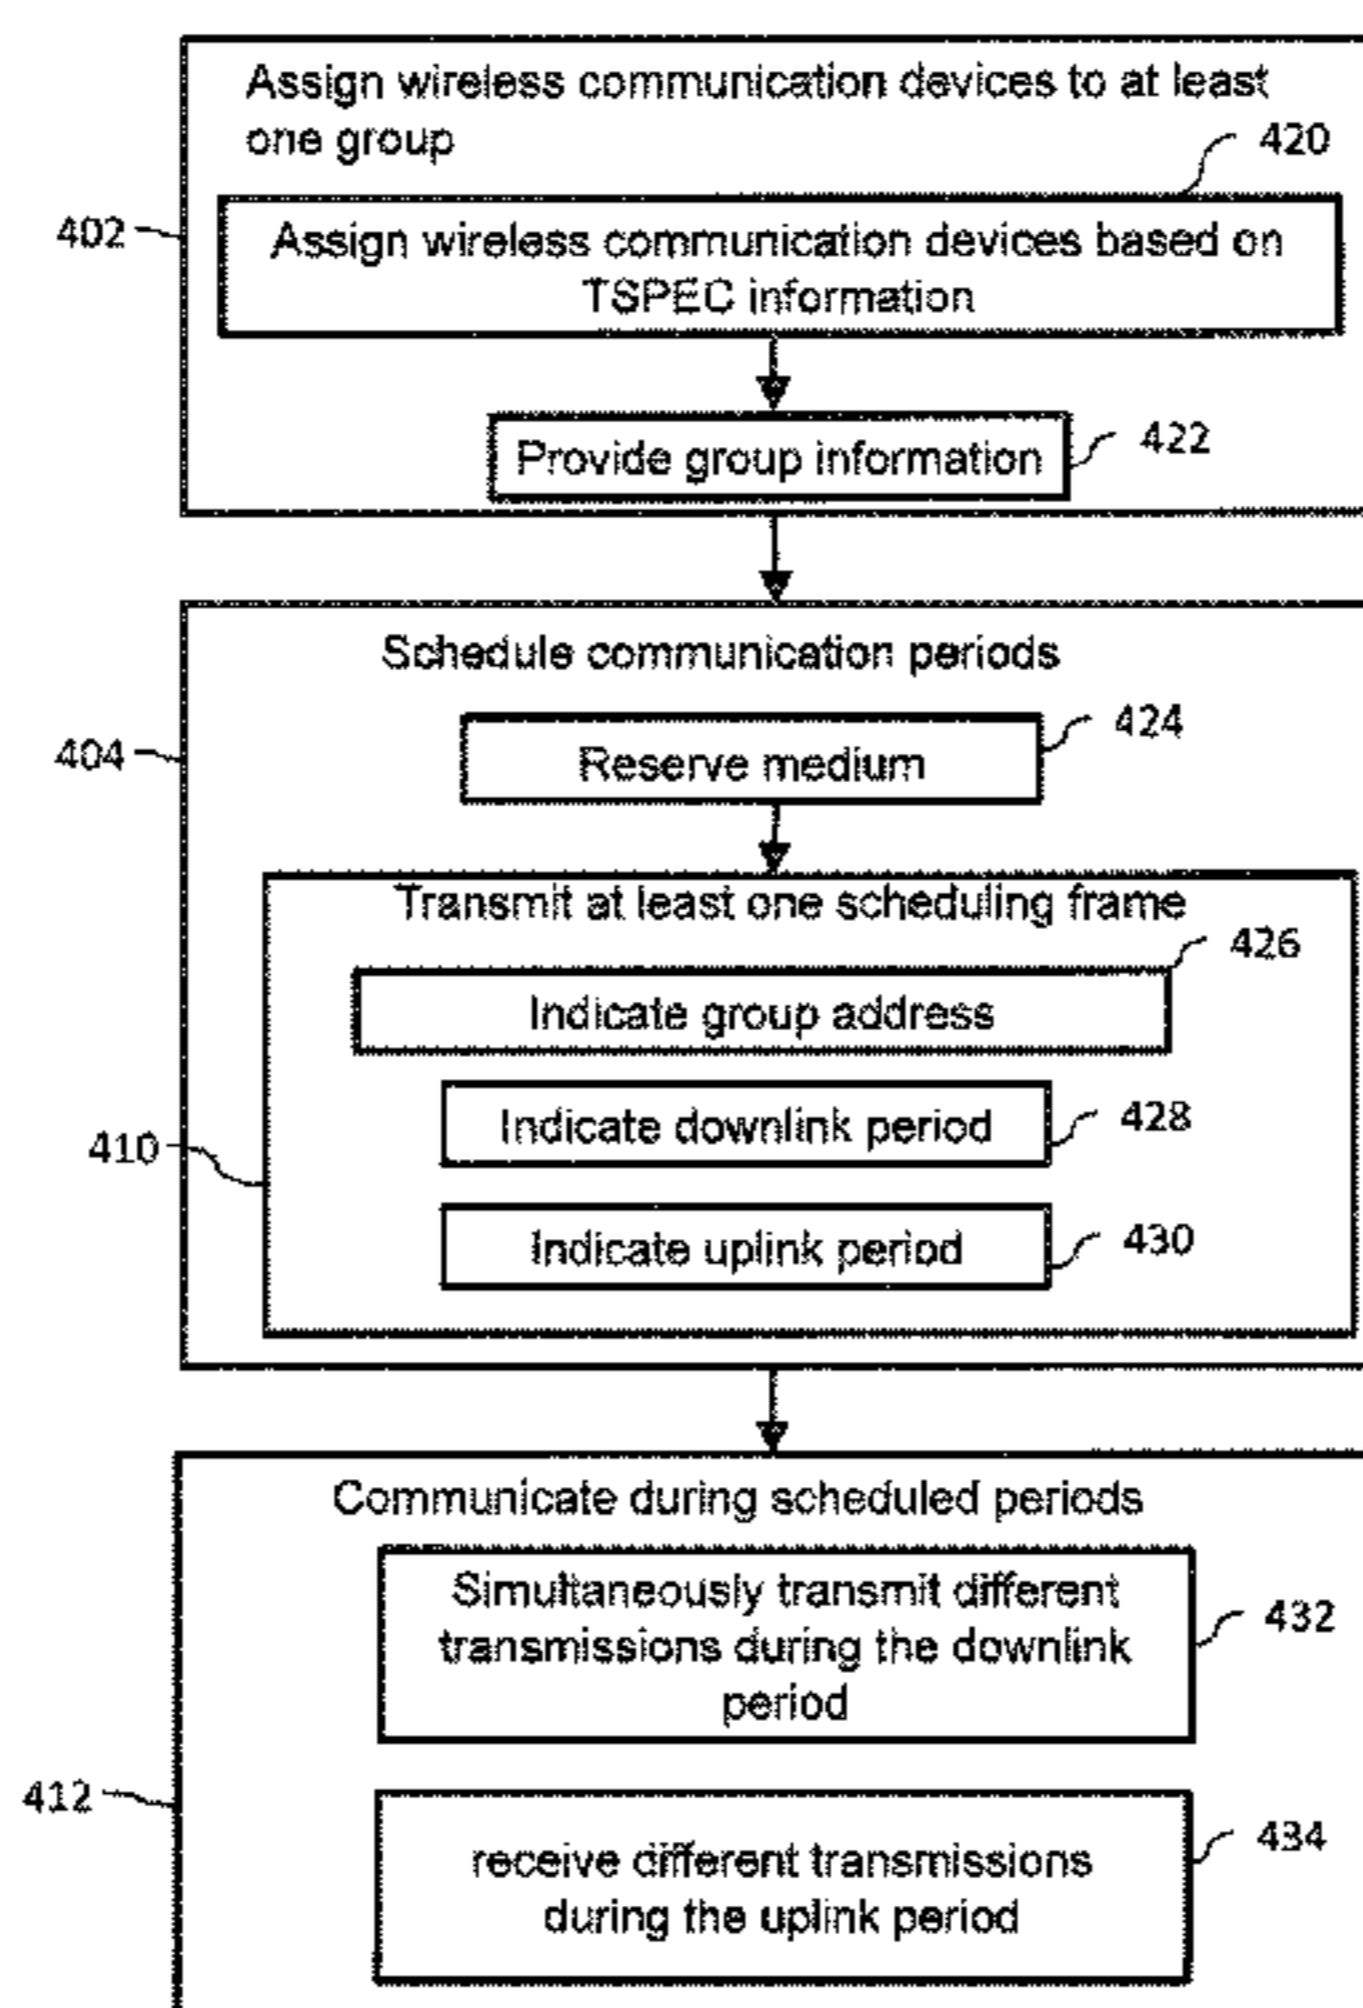 Assign wireless communication devices to at least
one group
420
402
Assign wireless communication devices based on
TSPEC information
Provide group information
422
Schedule communication periods
404
Reserve medium
424
Transmit at least one scheduling frame
426
Indicate group address
410
Indicate downlink period
428
Indicate uplink period
430
Communicate during scheduled periods
Simultaneously transmit different
transmissions during the downlink
period
432
412
receive different transmissions
during the uplink period
434